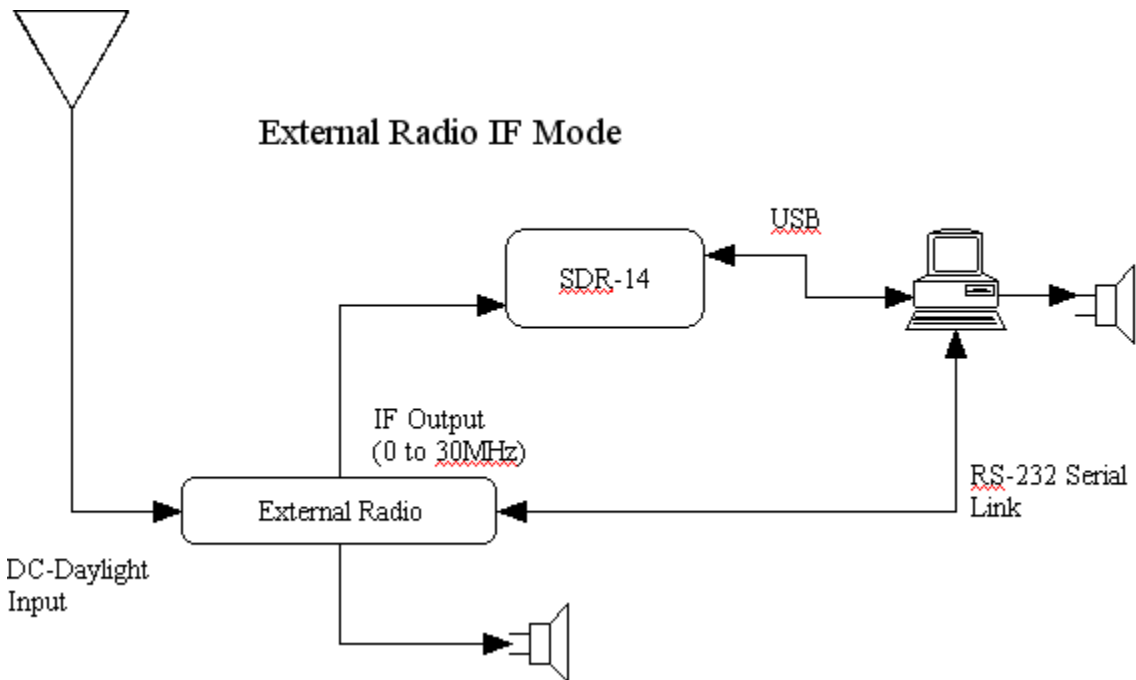 External Radio IF Mode
USB
SDR-14
IF Output
(0 to 30MHz)
RS-232 Serial
Link
External Radio
DC-Daylight
Input